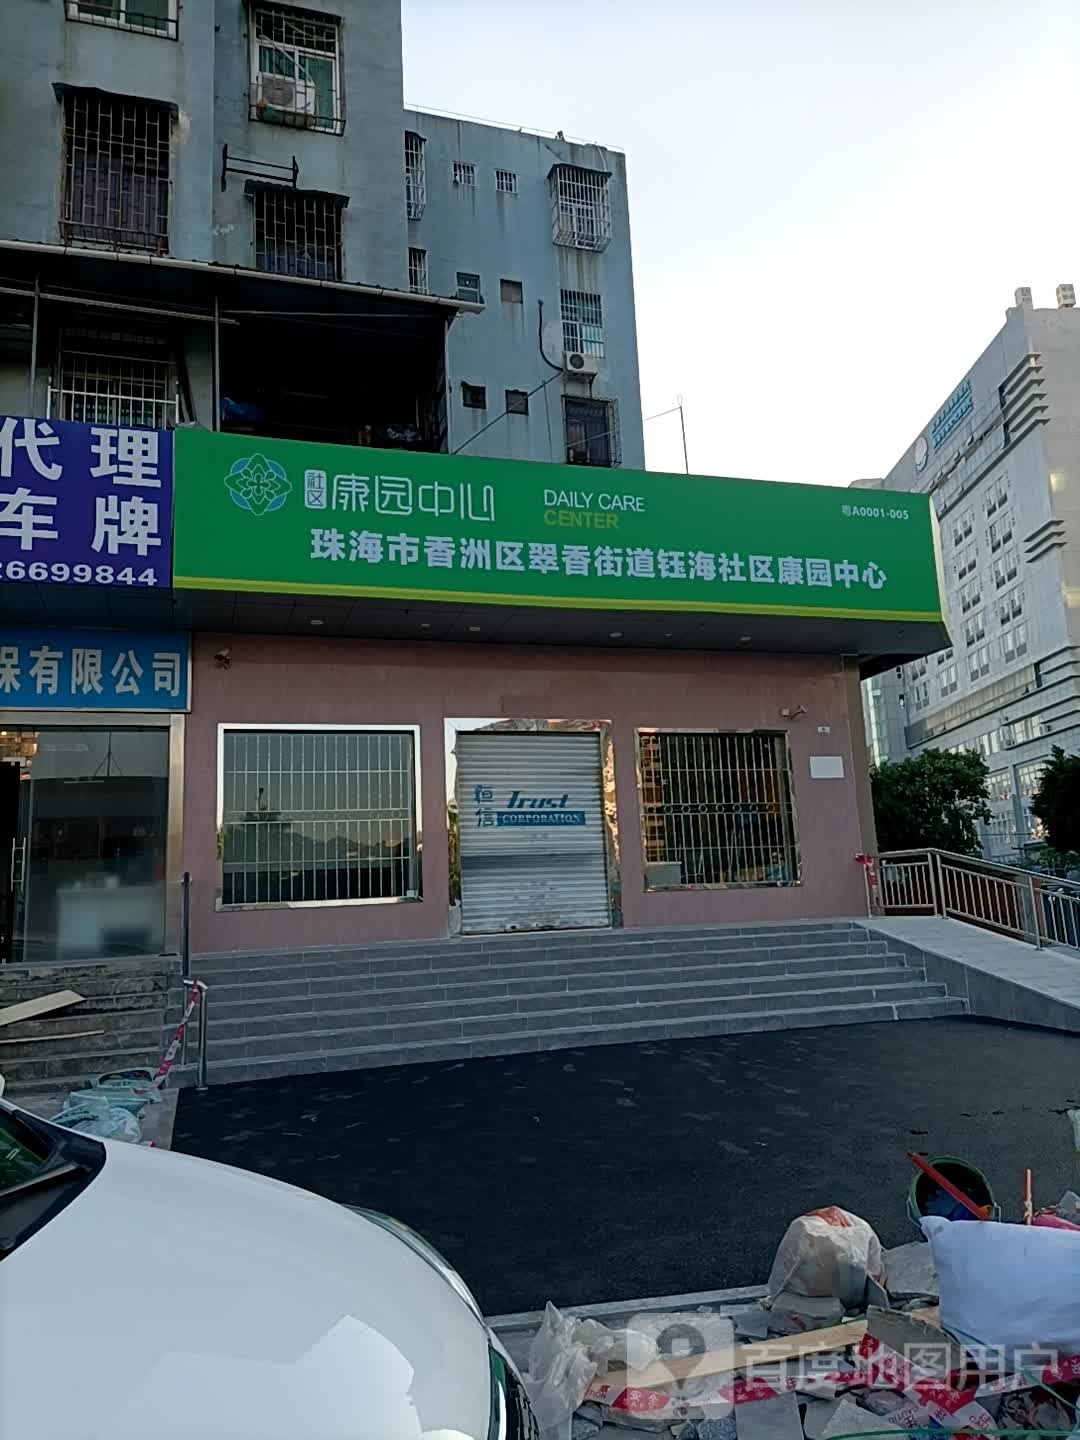 代理
车牌
26699844
保有限公司
社区
康园中心
DAILY CARE
CENTER
粤A0001-005
珠海市香洲区翠香街道钰海社区康园中心
恒信
Trust
CORPORATION
百度地图用户